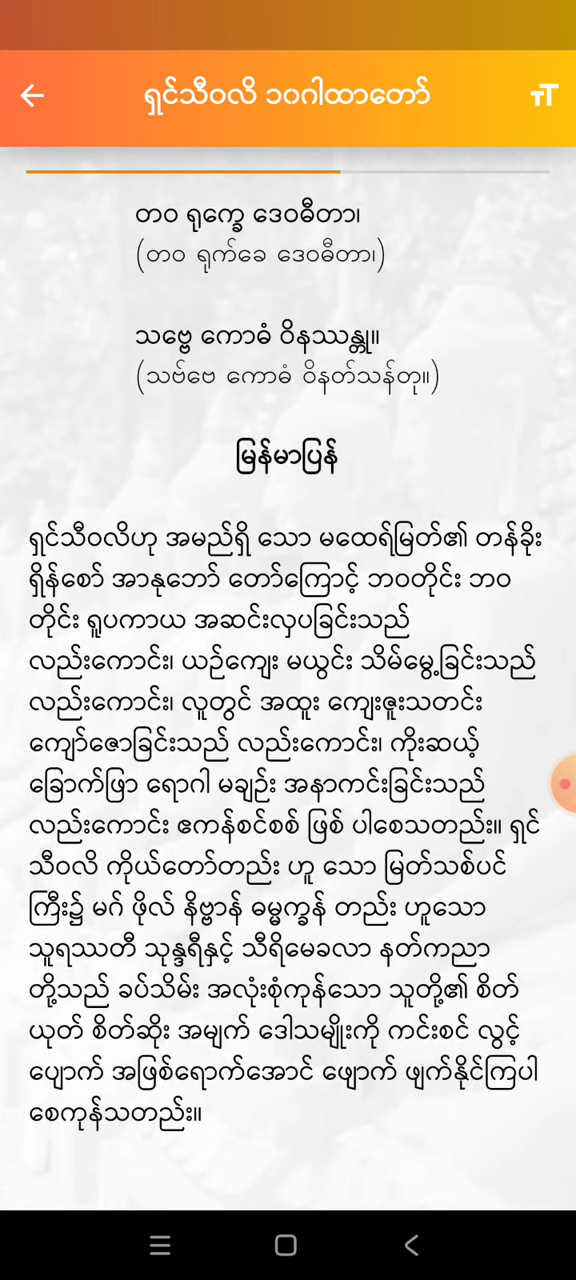 ရှင်သီဝလိ ၁၀ဂါထာတော်
တဝ ရုက္ခေ ဒေဝဓီတာ၊
(တဝ ရုက်ခေ ဒေဝဓီတာ၊)
သဗ္ဗေ ကောဓံ ဝိနဿန္တု။
(သဗ်ဗေ ကောဓံ ဝိနတ်သန်တု။)
မြန်မာပြန်
ရှင်သီဝလိဟု အမည်ရှိ သော မထေရ်မြတ်၏ တန်ခိုး
ရှိန်စော် အာနုဘော် တော်ကြောင့် ဘဝတိုင်း ဘဝ
တိုင်း ရူပကာယ အဆင်းလှပခြင်းသည်
လည်းကောင်း၊ ယဉ်ကျေး မယွင်း သိမ်မွေ့ခြင်းသည်
လည်းကောင်း၊ လူတွင် အထူး ကျေးဇူးသတင်း
ကျော်ဇောခြင်းသည် လည်းကောင်း၊ ကိုးဆယ့်
ခြောက်ဖြာ ရောဂါ မချဉ်း အနာကင်းခြင်းသည်
လည်းကောင်း ဧကန်စင်စစ် ဖြစ် ပါစေသတည်း။ ရှင်
သီဝလိ ကိုယ်တော်တည်း ဟူ သော မြတ်သစ်ပင်
ကြီး၌ မဂ် ဖိုလ် နိဗ္ဗာန် ဓမ္မက္ခန် တည်း ဟူသော
သူရဿတီ သုန္ဒရီနှင့် သီရိမေခလာ နတ်ကညာ
တို့သည် ခပ်သိမ်း အလုံးစုံကုန်သော သူတို့၏ စိတ်
ယုတ် စိတ်ဆိုး အမျက် ဒေါသမျိုးကို ကင်းစင် လွင့်
ပျောက် အဖြစ်ရောက်အောင် ဖျောက် ဖျက်နိုင်ကြပါ
စေကုန်သတည်း။